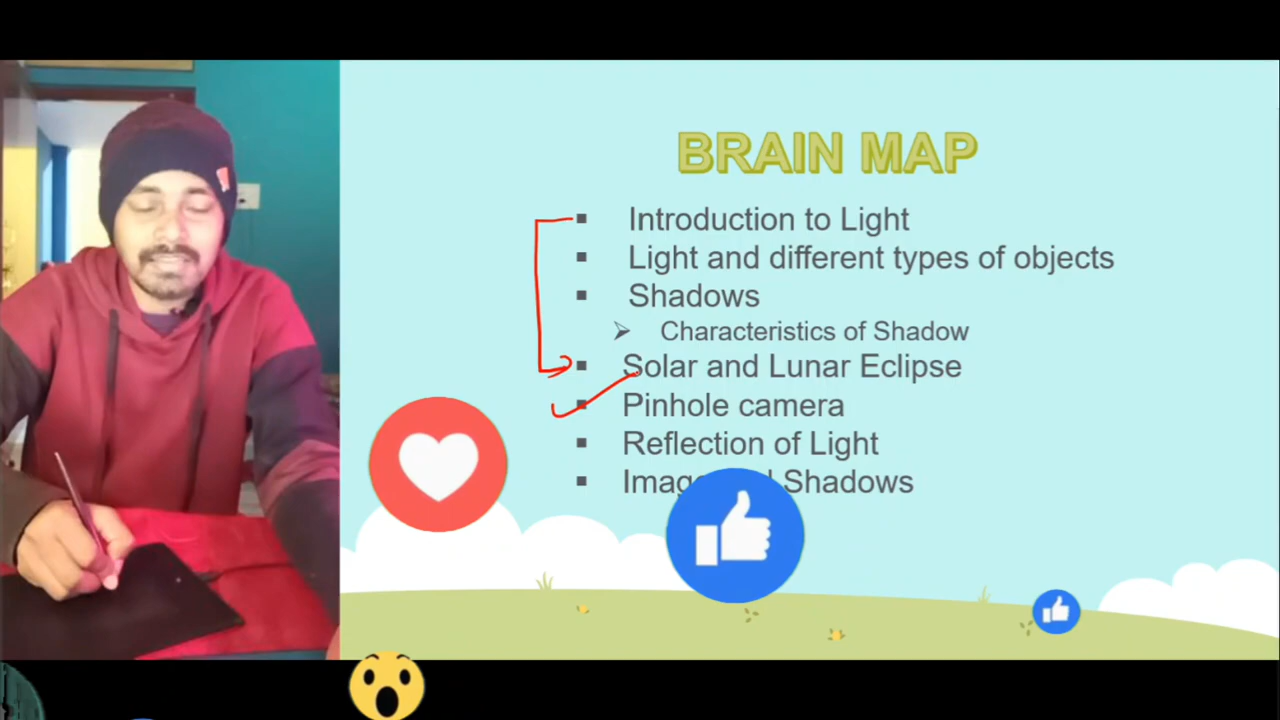 BRAIN MAP
▪ Introduction to Light
▪ Light and different types of objects
▪ Shadows
➢ Characteristics of Shadow
▪ Solar and Lunar Eclipse
▪ Pinhole camera
▪ Reflection of Light
▪ Shadows